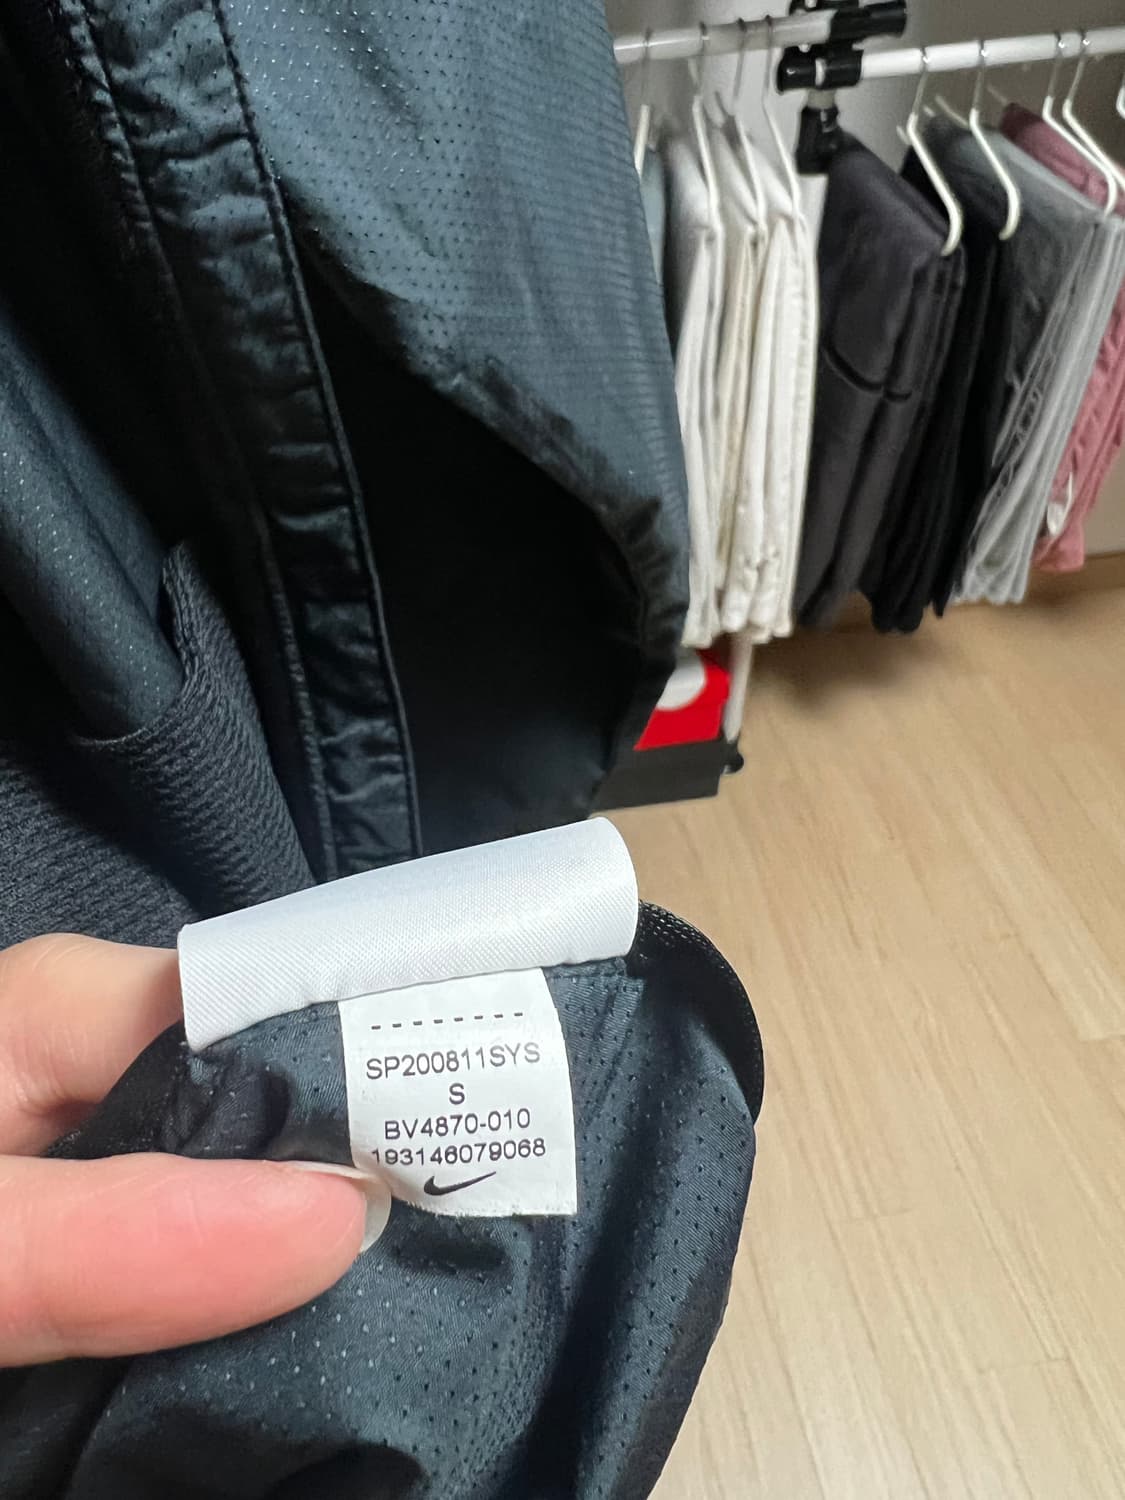 --------
SP200811SYS
S
BV4870-010
193146079068